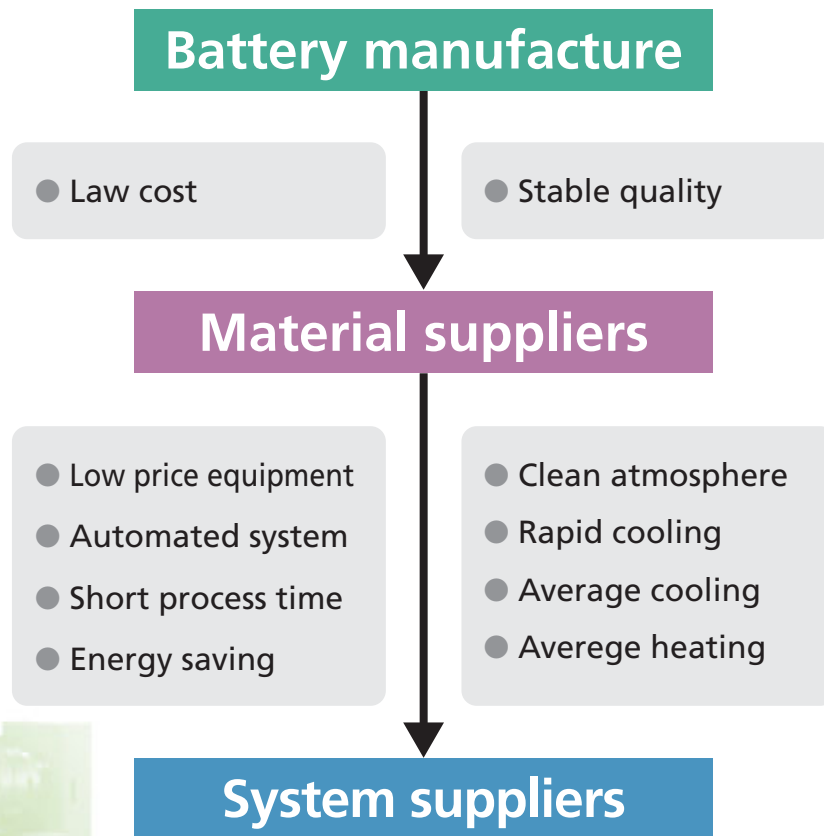 Battery manufacture
● Law cost
● Stable quality
Material suppliers
● Low price equipment
● Automated system
● Short process time
● Energy saving
● Clean atmosphere
● Rapid cooling
● Average cooling
● Averege heating
System suppliers